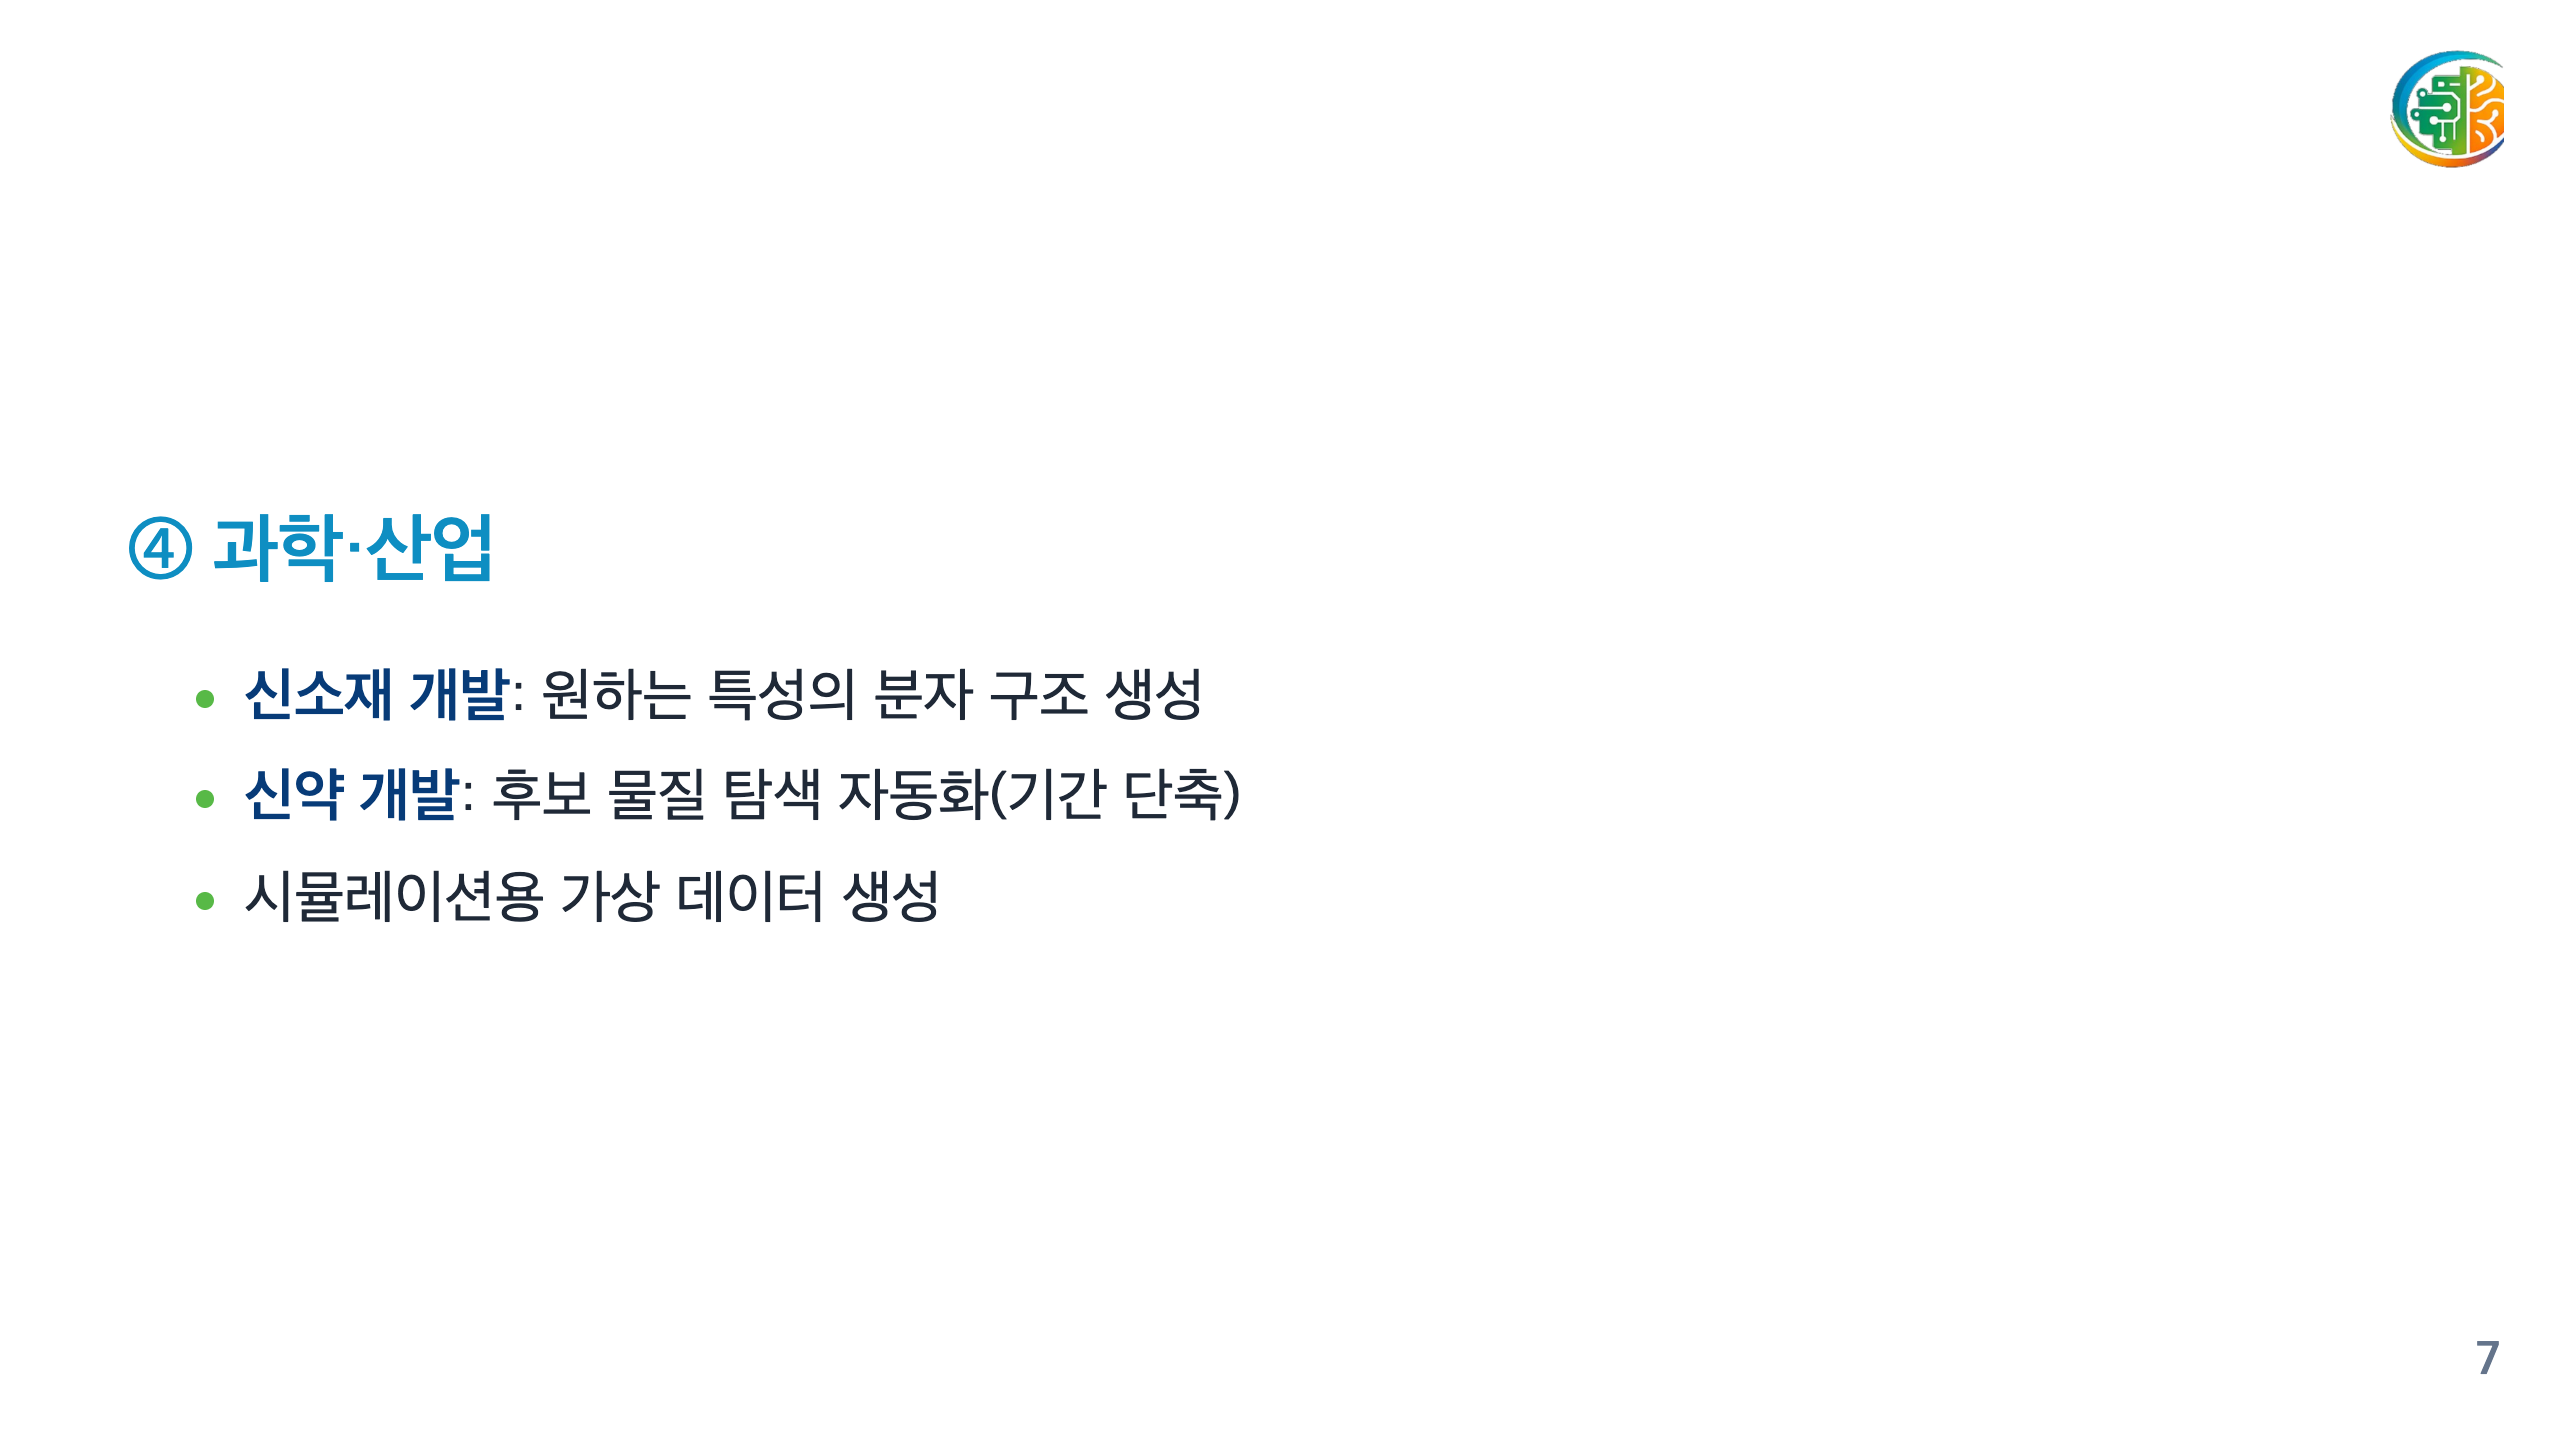 ④ 과학·산업
• 신소재 개발: 원하는 특성의 분자 구조 생성
• 신약 개발: 후보 물질 탐색 자동화(기간 단축)
• 시뮬레이션용 가상 데이터 생성
7